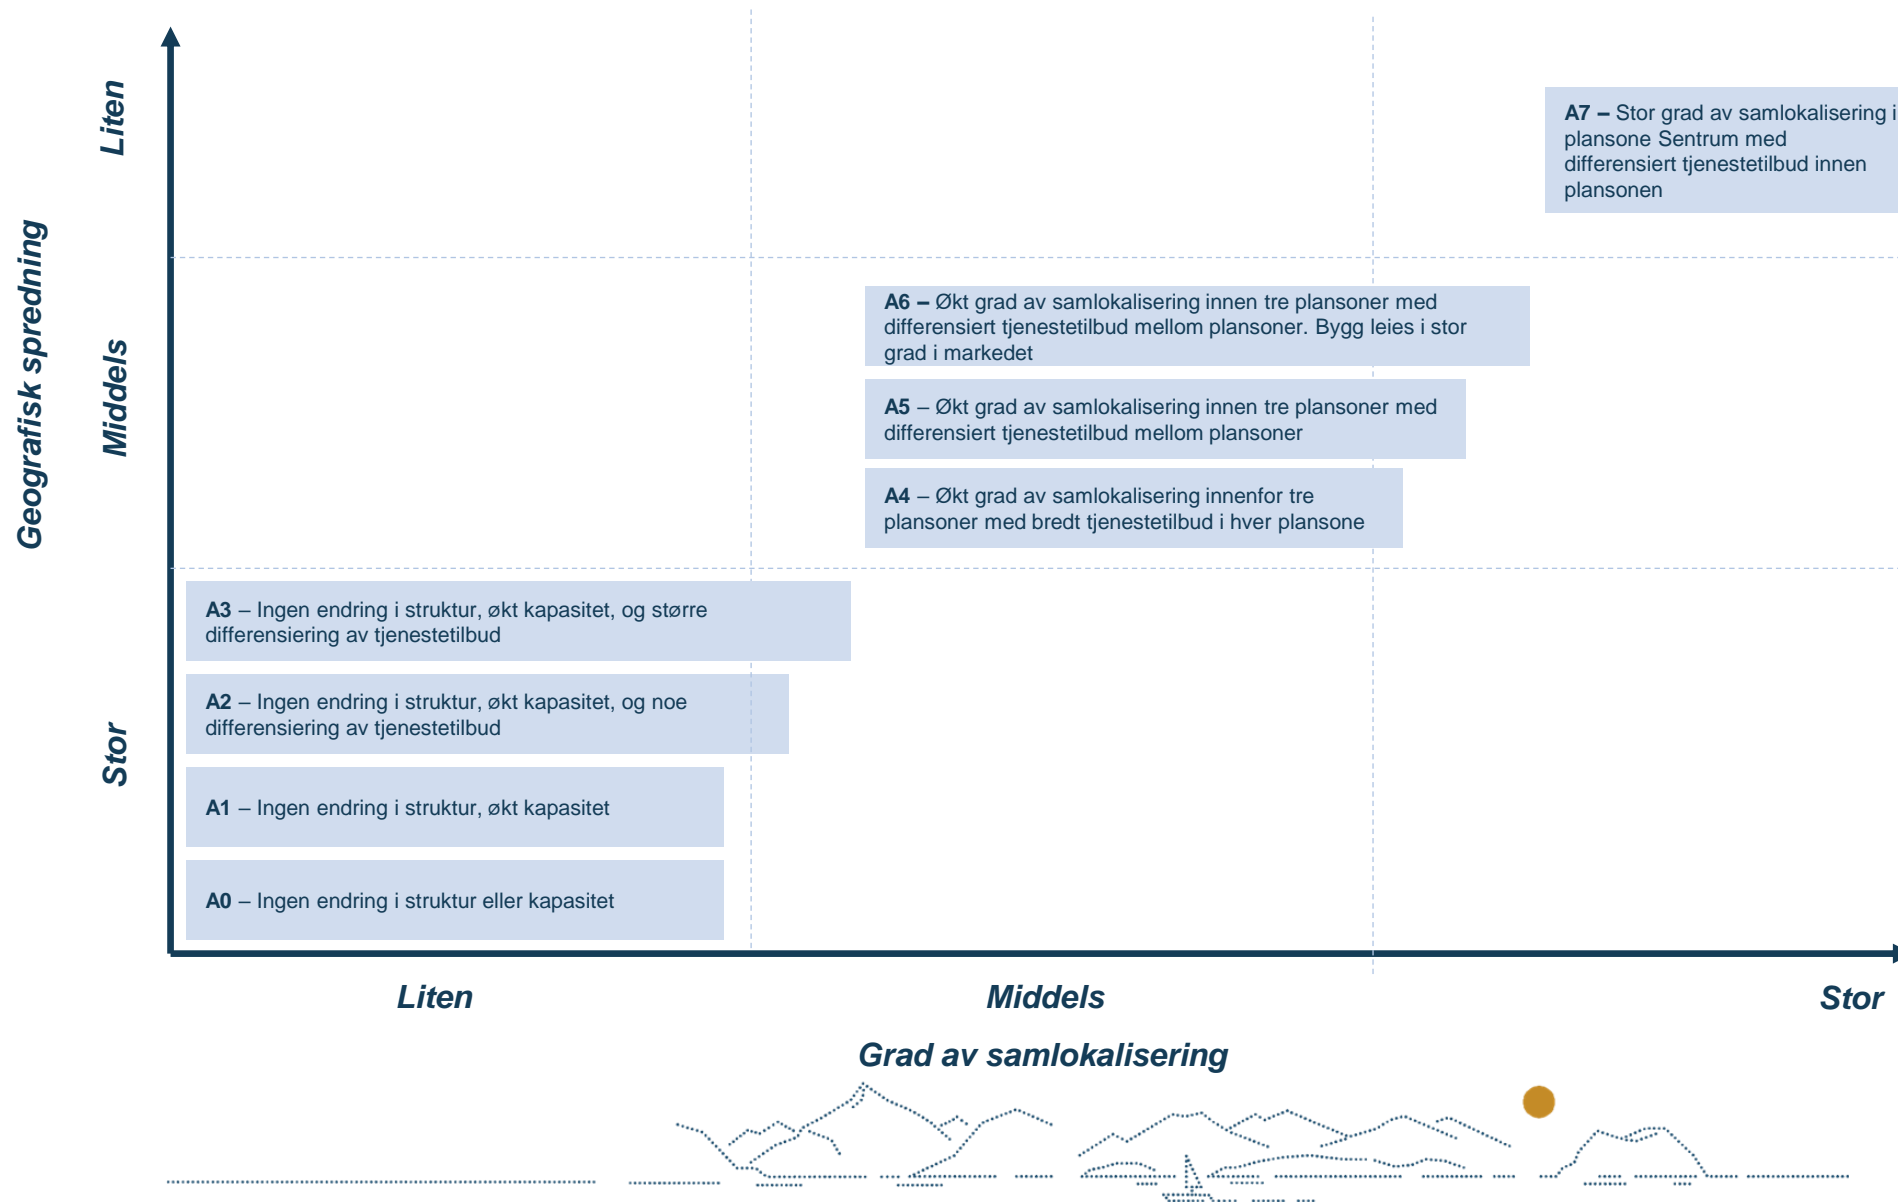 Geografisk spredning
Liten
Middels
Stor
A7 – Stor grad av samlokalisering i
plansone Sentrum med
differensiert tjenestetilbud innen
plansonen
A6 – Økt grad av samlokalisering innen tre plansoner med
differensiert tjenestetilbud mellom plansoner. Bygg leies i stor
grad i markedet
A5 – Økt grad av samlokalisering innen tre plansoner med
differensiert tjenestetilbud mellom plansoner
A4 – Økt grad av samlokalisering innenfor tre
plansoner med bredt tjenestetilbud i hver plansone
A3 – Ingen endring i struktur, økt kapasitet, og større
differensiering av tjenestetilbud
A2 – Ingen endring i struktur, økt kapasitet, og noe
differensiering av tjenestetilbud
A1 – Ingen endring i struktur, økt kapasitet
A0 – Ingen endring i struktur eller kapasitet
Liten
Middels
Stor
Grad av samlokalisering